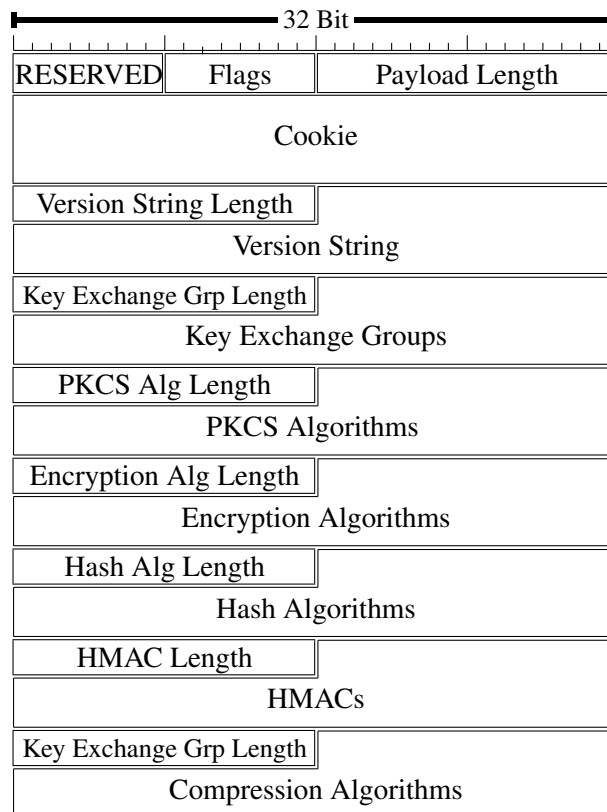 32 Bit
RESERVED Flags Payload Length
Cookie
Version String Length
Version String
Key Exchange Grp Length
Key Exchange Groups
PKCS Alg Length
PKCS Algorithms
Encryption Alg Length
Encryption Algorithms
Hash Alg Length
Hash Algorithms
HMAC Length
HMACs
Key Exchange Grp Length
Compression Algorithms